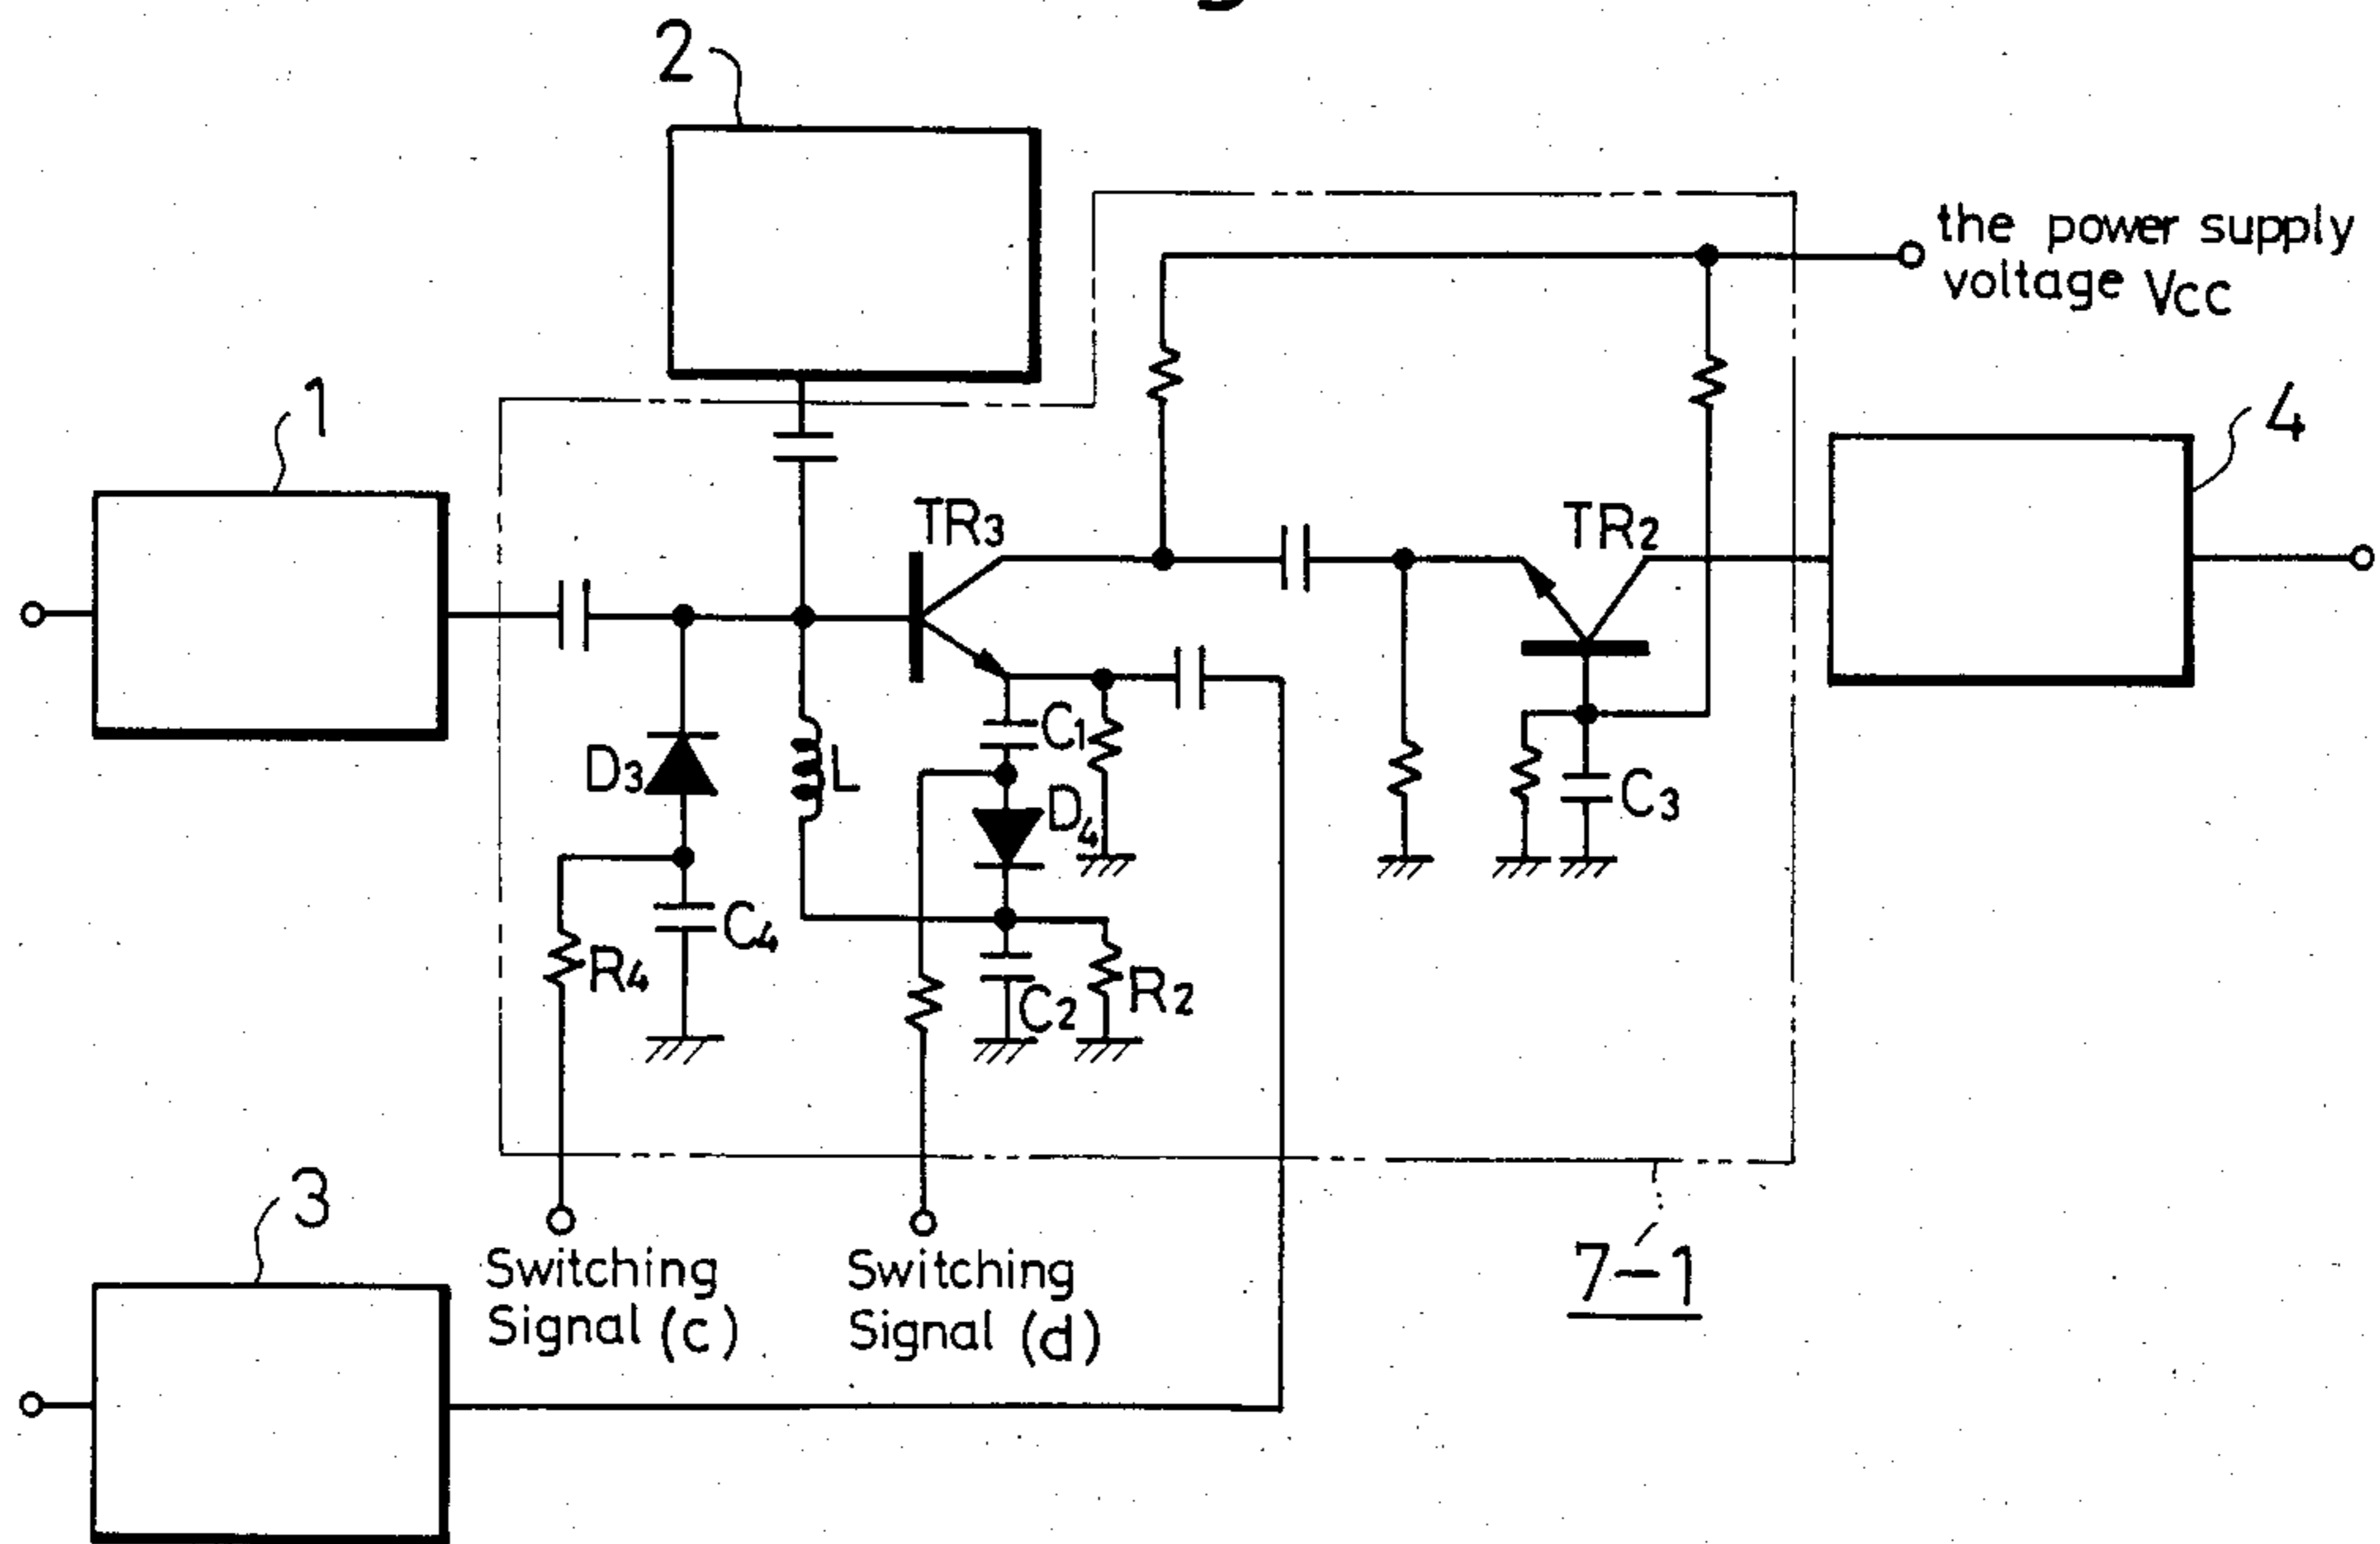 2
the power supply
voltage VCC
1
4
TR3
TR2
C1
D3
L
D4
C3
C4
R4
C2
R2
3
Switching
Signal (c)
Switching
Signal (d)
7-1